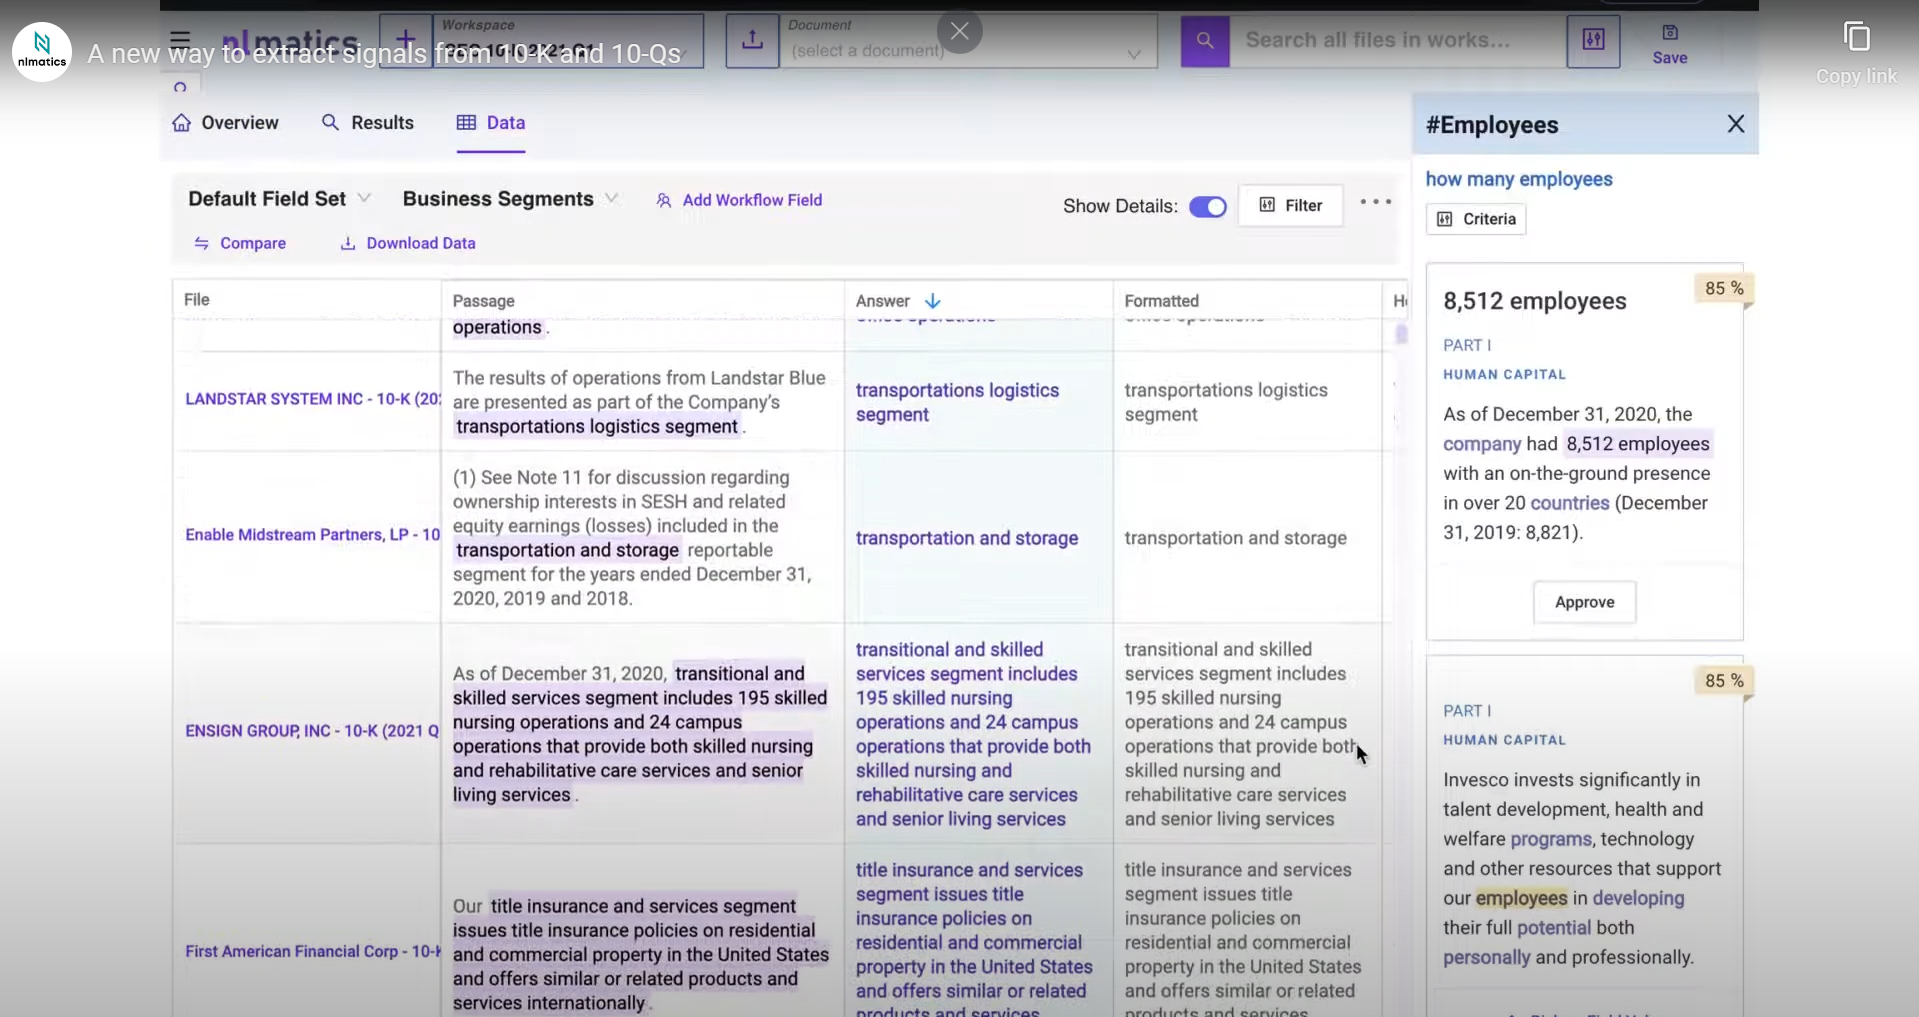 nlmatics
A new way to extract signals from 10-K and 10-Qs
Copy link
nlmatics
Workspace
Document
(select a document)
Search all files in works...
Save
Overview
Results
Data
Default Field Set
Business Segments
Add Workflow Field
Show Details:
Filter
Compare
Download Data
File
Passage
Answer
Formatted
operations .
LANDSTAR SYSTEM INC - 10-K (202
The results of operations from Landstar Blue
are presented as part of the Company's
transportations logistics segment .
transportations logistics
segment
transportations logistics
segment
Enable Midstream Partners, LP - 10
(1) See Note 11 for discussion regarding
ownership interests in SESH and related
equity earnings (losses) included in the
transportation and storage reportable
segment for the years ended December 31,
2020, 2019 and 2018.
transportation and storage
transportation and storage
ENSIGN GROUP, INC - 10-K (2021 Q
As of December 31, 2020, transitional and
skilled services segment includes 195 skilled
nursing operations and 24 campus
operations that provide both skilled nursing
and rehabilitative care services and senior
living services .
transitional and skilled
services segment includes
195 skilled nursing
operations and 24 campus
operations that provide both
skilled nursing and
rehabilitative care services
and senior living services
transitional and skilled
services segment includes
195 skilled nursing
operations and 24 campus
operations that provide both
skilled nursing and
rehabilitative care services
and senior living services
First American Financial Corp - 10-K
Our title insurance and services segment
issues title insurance policies on residential
and commercial property in the United States
and offers similar or related products and
services internationally .
title insurance and services
segment issues title
insurance policies on
residential and commercial
property in the United States
and offers similar or related
products and services
title insurance and services
segment issues title
insurance policies on
residential and commercial
property in the United States
and offers similar or related
products and services
#Employees
how many employees
Criteria
85 %
8,512 employees
PART I
HUMAN CAPITAL
As of December 31, 2020, the
company had 8,512 employees
with an on-the-ground presence
in over 20 countries (December
31, 2019: 8,821).
Approve
85 %
PART I
HUMAN CAPITAL
Invesco invests significantly in
talent development, health and
welfare programs, technology
and other resources that support
our employees in developing
their full potential both
personally and professionally.